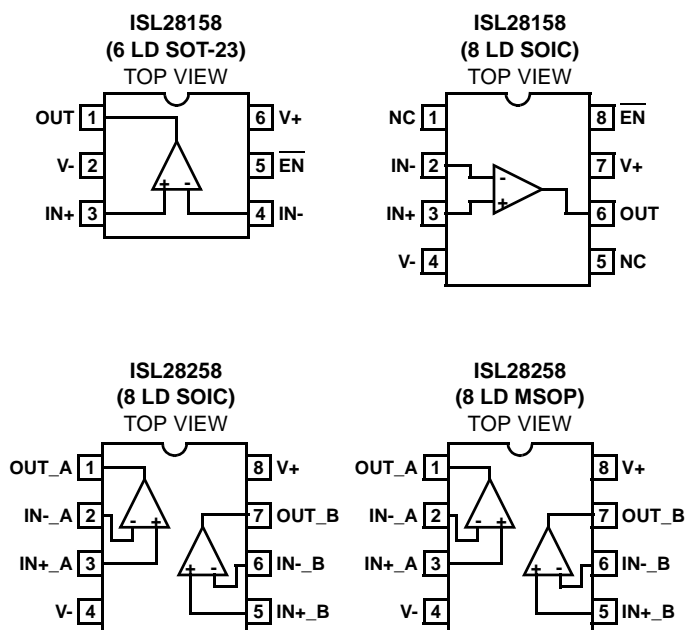 ISL28158
(6 LD SOT-23)
TOP VIEW
OUT 1 6 V+
V- 2 5 EN
+ -
IN+ 3 4 IN-
ISL28158
(8 LD SOIC)
TOP VIEW
NC 1 8 EN
IN- 2 - 7 V+
IN+ 3 + 6 OUT
V- 4 5 NC
ISL28258
(8 LD SOIC)
TOP VIEW
OUT_A 1 8 V+
IN-_A 2 - + 7 OUT_B
IN+_A 3 + - 6 IN-_B
V- 4 5 IN+_B
ISL28258
(8 LD MSOP)
TOP VIEW
OUT_A 1 8 V+
IN-_A 2 - + 7 OUT_B
IN+_A 3 + - 6 IN-_B
V- 4 5 IN+_B